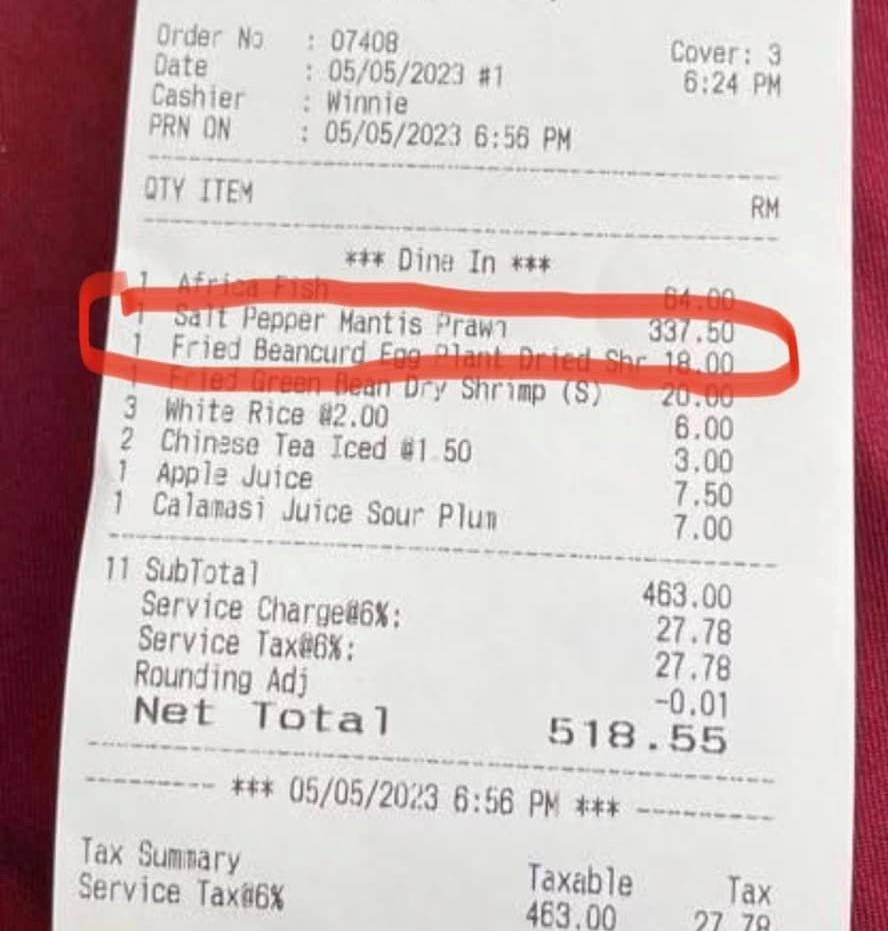 Order No : 07408 Cover: 3
Date : 05/05/2023 #1 6:24 PM
Cashier : Winnie
PRN ON : 05/05/2023 6:56 PM
QTY ITEM RM
*** Dine In ***
1 Africa Fish 64.00
1 Salt Pepper Mantis Prawn 337.50
1 Fried Beancurd Egg Plant Dried Shr 18.00
1 Fried Green Bean Dry Shrimp (S) 20.00
3 White Rice @2.00 6.00
2 Chinese Tea Iced @1.50 3.00
1 Apple Juice 7.50
1 Calamasi Juice Sour Plum 7.00
11 SubTotal 463.00
Service Charge@6%: 27.78
Service Tax@6%: 27.78
Rounding Adj -0.01
Net Total 518.55
*** 05/05/2023 6:56 PM ***
Tax Summary Taxable Tax
Service Tax@6% 463.00 27.78